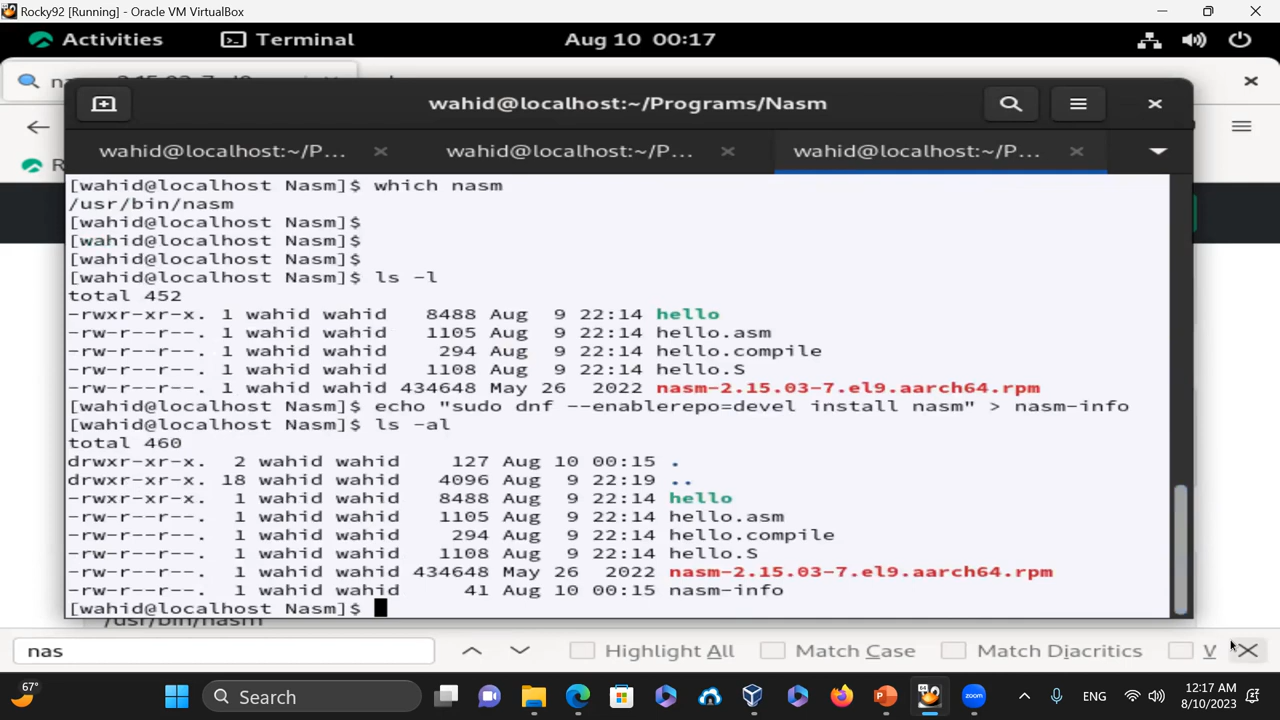 Rocky92 [Running] - Oracle VM VirtualBox
Activities Terminal Aug 10 00:17
wahid@localhost:~/Programs/Nasm
wahid@localhost:~/P... wahid@localhost:~/P... wahid@localhost:~/P...
[wahid@localhost Nasm]$ which nasm
/usr/bin/nasm
[wahid@localhost Nasm]$
[wahid@localhost Nasm]$
[wahid@localhost Nasm]$
[wahid@localhost Nasm]$ ls -l
total 452
-rwxr-xr-x. 1 wahid wahid 8488 Aug 9 22:14 hello
-rw-r--r--. 1 wahid wahid 1105 Aug 9 22:14 hello.asm
-rw-r--r--. 1 wahid wahid 294 Aug 9 22:14 hello.compile
-rw-r--r--. 1 wahid wahid 1108 Aug 9 22:14 hello.S
-rw-r--r--. 1 wahid wahid 434648 May 26 2022 nasm-2.15.03-7.el9.aarch64.rpm
[wahid@localhost Nasm]$ echo "sudo dnf --enablerepo=devel install nasm" > nasm-info
[wahid@localhost Nasm]$ ls -al
total 460
drwxr-xr-x. 2 wahid wahid 127 Aug 10 00:15 .
drwxr-xr-x. 18 wahid wahid 4096 Aug 9 22:19 ..
-rwxr-xr-x. 1 wahid wahid 8488 Aug 9 22:14 hello
-rw-r--r--. 1 wahid wahid 1105 Aug 9 22:14 hello.asm
-rw-r--r--. 1 wahid wahid 294 Aug 9 22:14 hello.compile
-rw-r--r--. 1 wahid wahid 1108 Aug 9 22:14 hello.S
-rw-r--r--. 1 wahid wahid 434648 May 26 2022 nasm-2.15.03-7.el9.aarch64.rpm
-rw-r--r--. 1 wahid wahid 41 Aug 10 00:15 nasm-info
[wahid@localhost Nasm]$
/usr/bin/nasm
nas Highlight All Match Case Match Diacritics
67° Search ENG 12:17 AM
8/10/2023